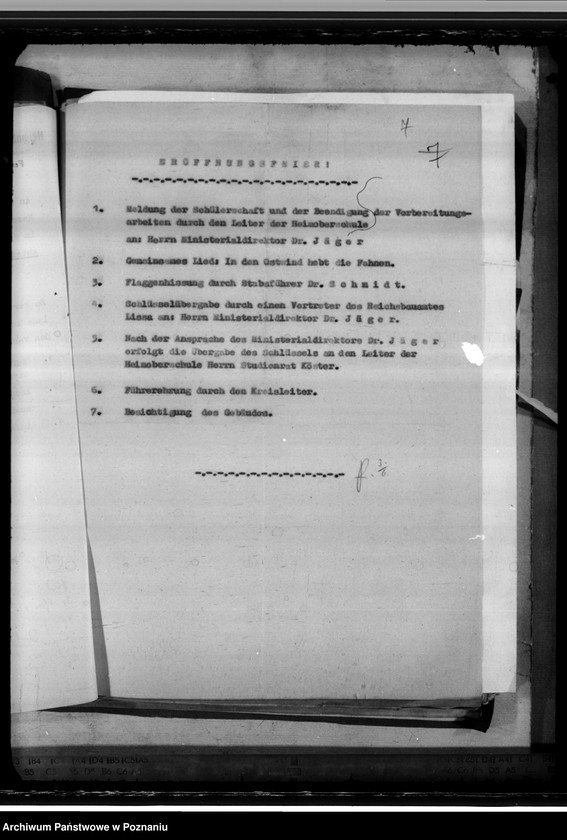 7
7
ERÖFFNUNGSFEIER!
1. Meldung der Schülerschaft und der Beendigung der Vorbereitungs-
arbeiten durch den Leiter der Heimoberschule
an: Herrn Ministerialdirektor Dr. J ä g e r
2. Gemeinsames Lied: In den Ostwind hebt die Fahnen.
3. Flaggenhissung durch Stabsführer Dr. S c h m i d t.
4. Schlüsselübergabe durch einen Vertreter des Reichsbauamtes
Lissa an: Herrn Ministerialdirektor Dr. J ä g e r.
5. Nach der Ansprache des Ministerialdirektors Dr. J ä g e r
erfolgt die Übergabe des Schlüssels an den Leiter der
Heimoberschule Herrn Studienrat Köster.
6. Führerehrung durch den Kreisleiter.
7. Besichtigung des Gebäudes.
Archiwum Państwowe w Poznaniu